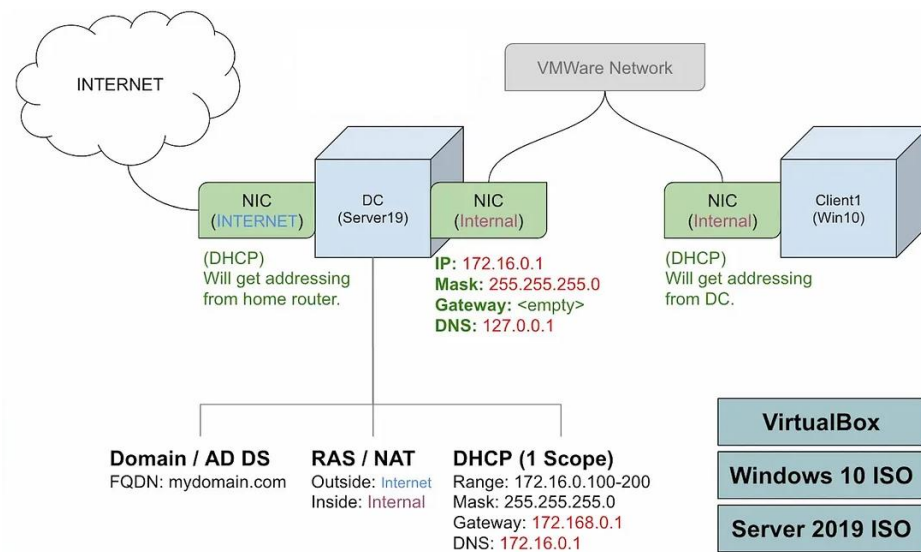 INTERNET
VMWare Network
NIC
(INTERNET)
DC
(Server19)
NIC
(Internal)
NIC
(Internal)
Client1
(Win10)
(DHCP)
Will get addressing
from home router.
IP: 172.16.0.1
Mask: 255.255.255.0
Gateway: <empty>
DNS: 127.0.0.1
(DHCP)
Will get addressing
from DC.
Domain / AD DS
FQDN: mydomain.com
RAS / NAT
Outside: Internet
Inside: Internal
DHCP (1 Scope)
Range: 172.16.0.100-200
Mask: 255.255.255.0
Gateway: 172.168.0.1
DNS: 172.16.0.1
VirtualBox
Windows 10 ISO
Server 2019 ISO